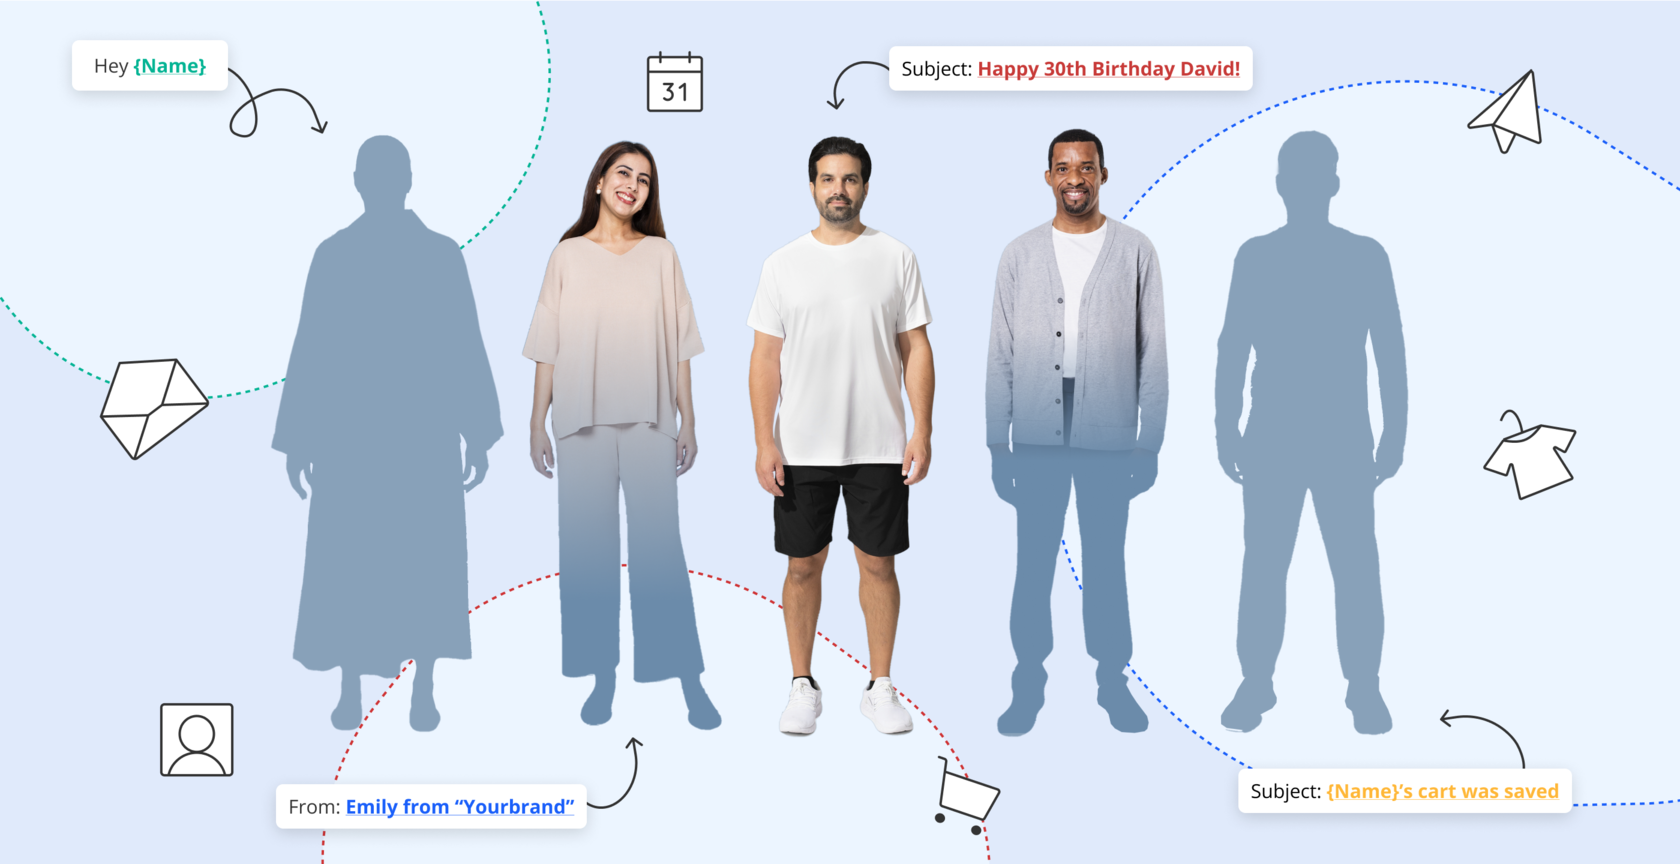 Hey {Name}
31
Subject: Happy 30th Birthday David!
From: Emily from “Yourbrand”
Subject: {Name}’s cart was saved